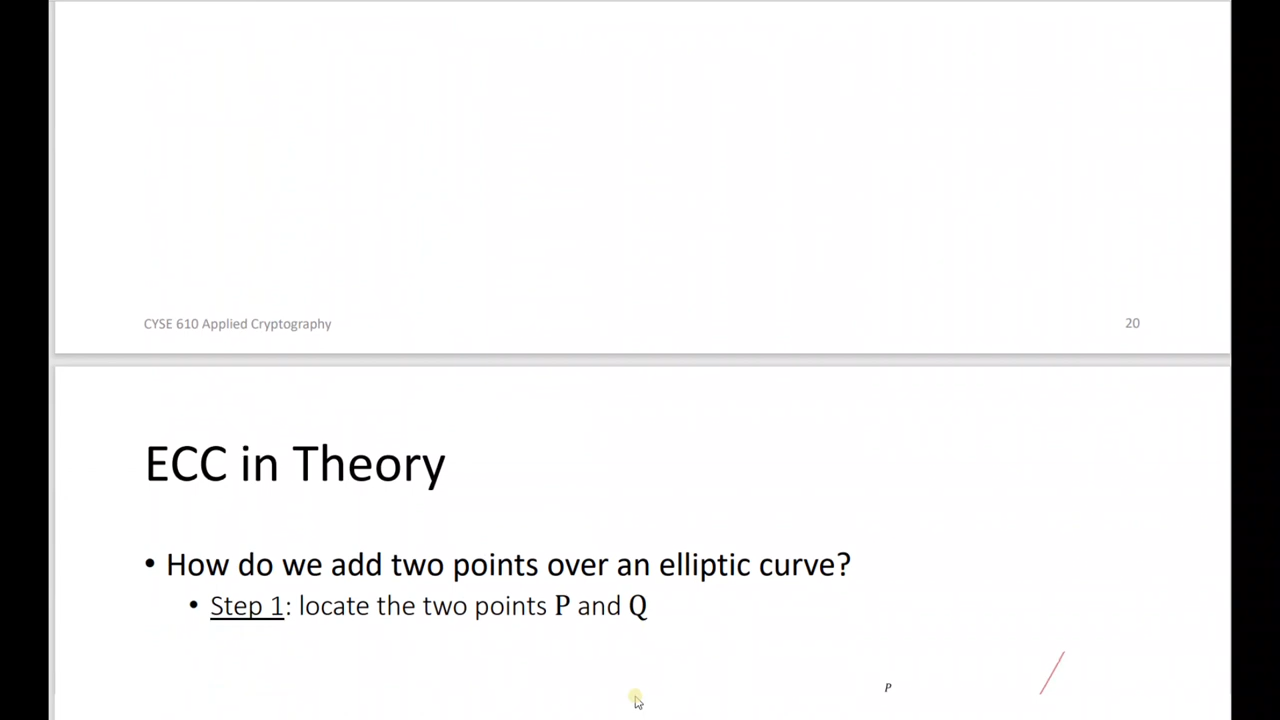 CYSE 610 Applied Cryptography
20
ECC in Theory
• How do we add two points over an elliptic curve?
• Step 1: locate the two points P and Q
P